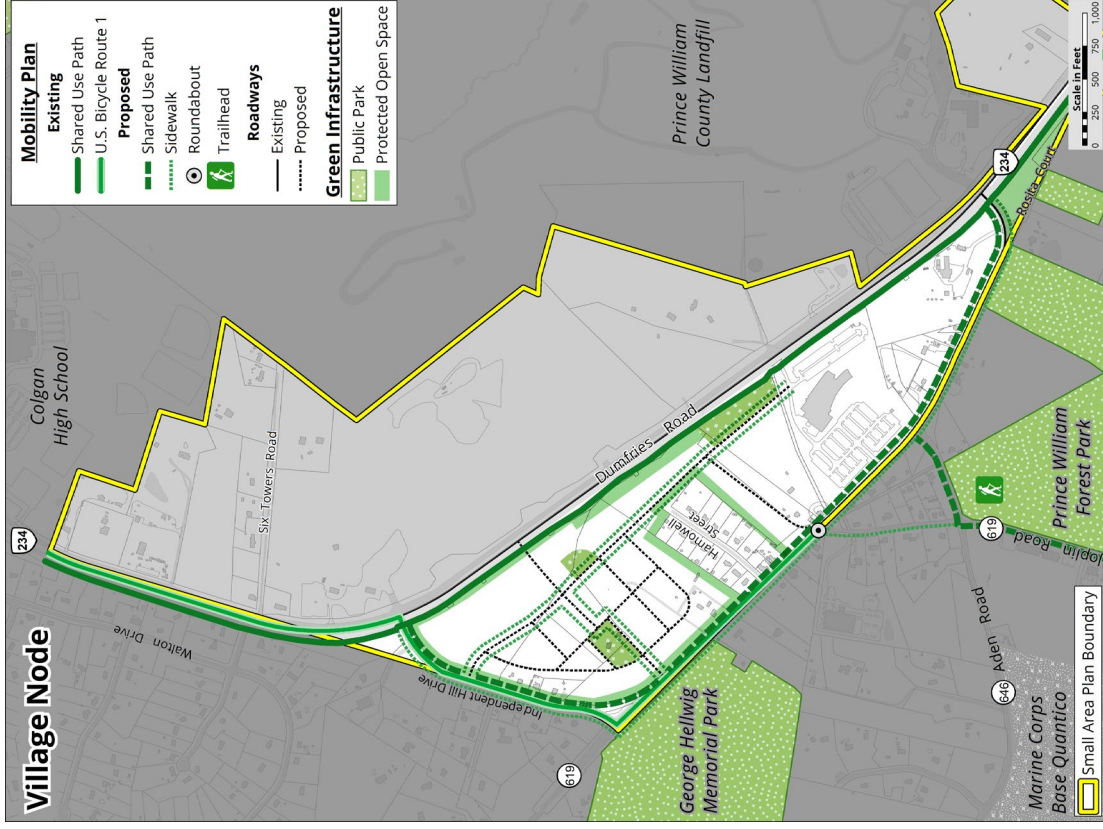 Village Node
Mobility Plan
Existing
Shared Use Path
U.S. Bicycle Route 1
Proposed
Shared Use Path
Sidewalk
Roundabout
Trailhead
Roadways
Existing
Proposed
Green Infrastructure
Public Park
Protected Open Space
Colgan
High School
234
Six Towers Road
Walton Drive
Prince William
County Landfill
Dumfries Road
234
Rosita Court
Scale in Feet
0 250 500 750 1,000
Independent Hill Drive
Hamowell
Street
619
George Hellwig
Memorial Park
Prince William
Forest Park
619
Joplin Road
Aden Road
646
Marine Corps
Base Quantico
Small Area Plan Boundary